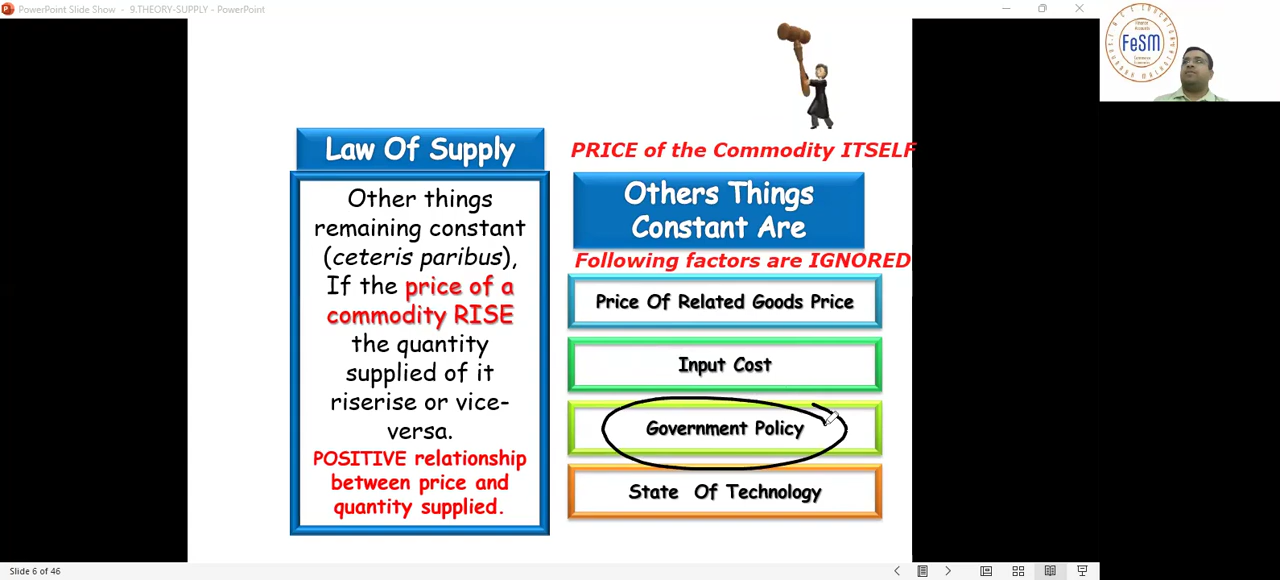 PowerPoint Slide Show - 9.THEORY-SUPPLY - PowerPoint
FeSM
Law Of Supply
Other things
remaining constant
(ceteris paribus),
If the price of a
commodity RISE
the quantity
supplied of it
riserise or vice-
versa.
POSITIVE relationship
between price and
quantity supplied.
PRICE of the Commodity ITSELF
Others Things
Constant Are
Following factors are IGNORED
Price Of Related Goods Price
Input Cost
Government Policy
State Of Technology
Slide 6 of 46